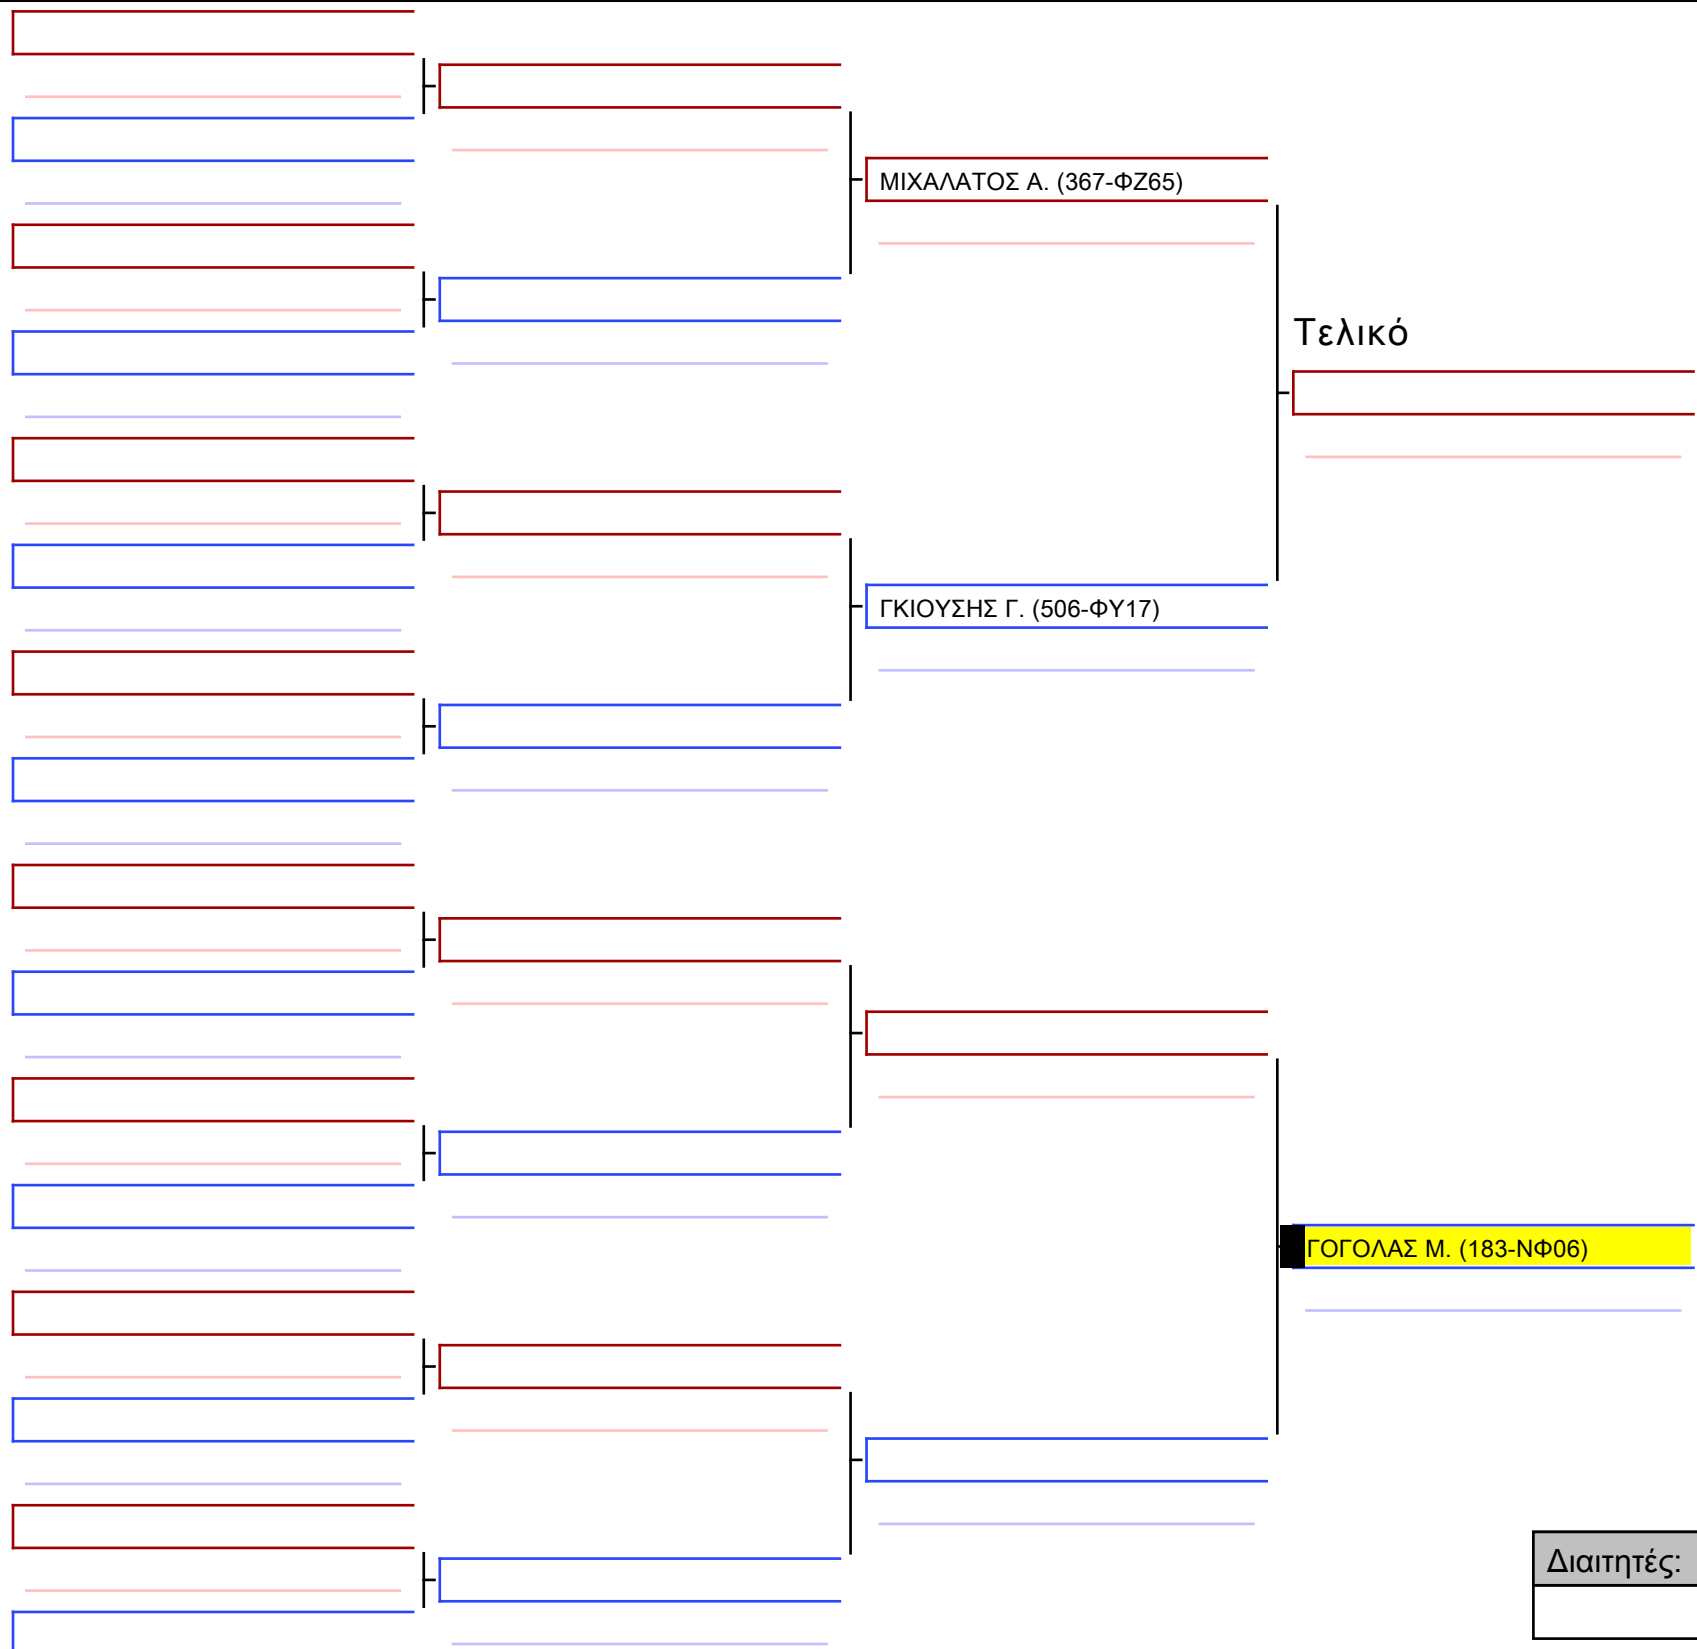 ΜΙΧΑΛΑΤΟΣ Α. (367-ΦΖ65)
Τελικό
ΓΚΙΟΥΣΗΣ Γ. (506-ΦΥ17)
ΓΟΓΟΛΑΣ Μ. (183-ΝΦ06)
Διαιτητές: